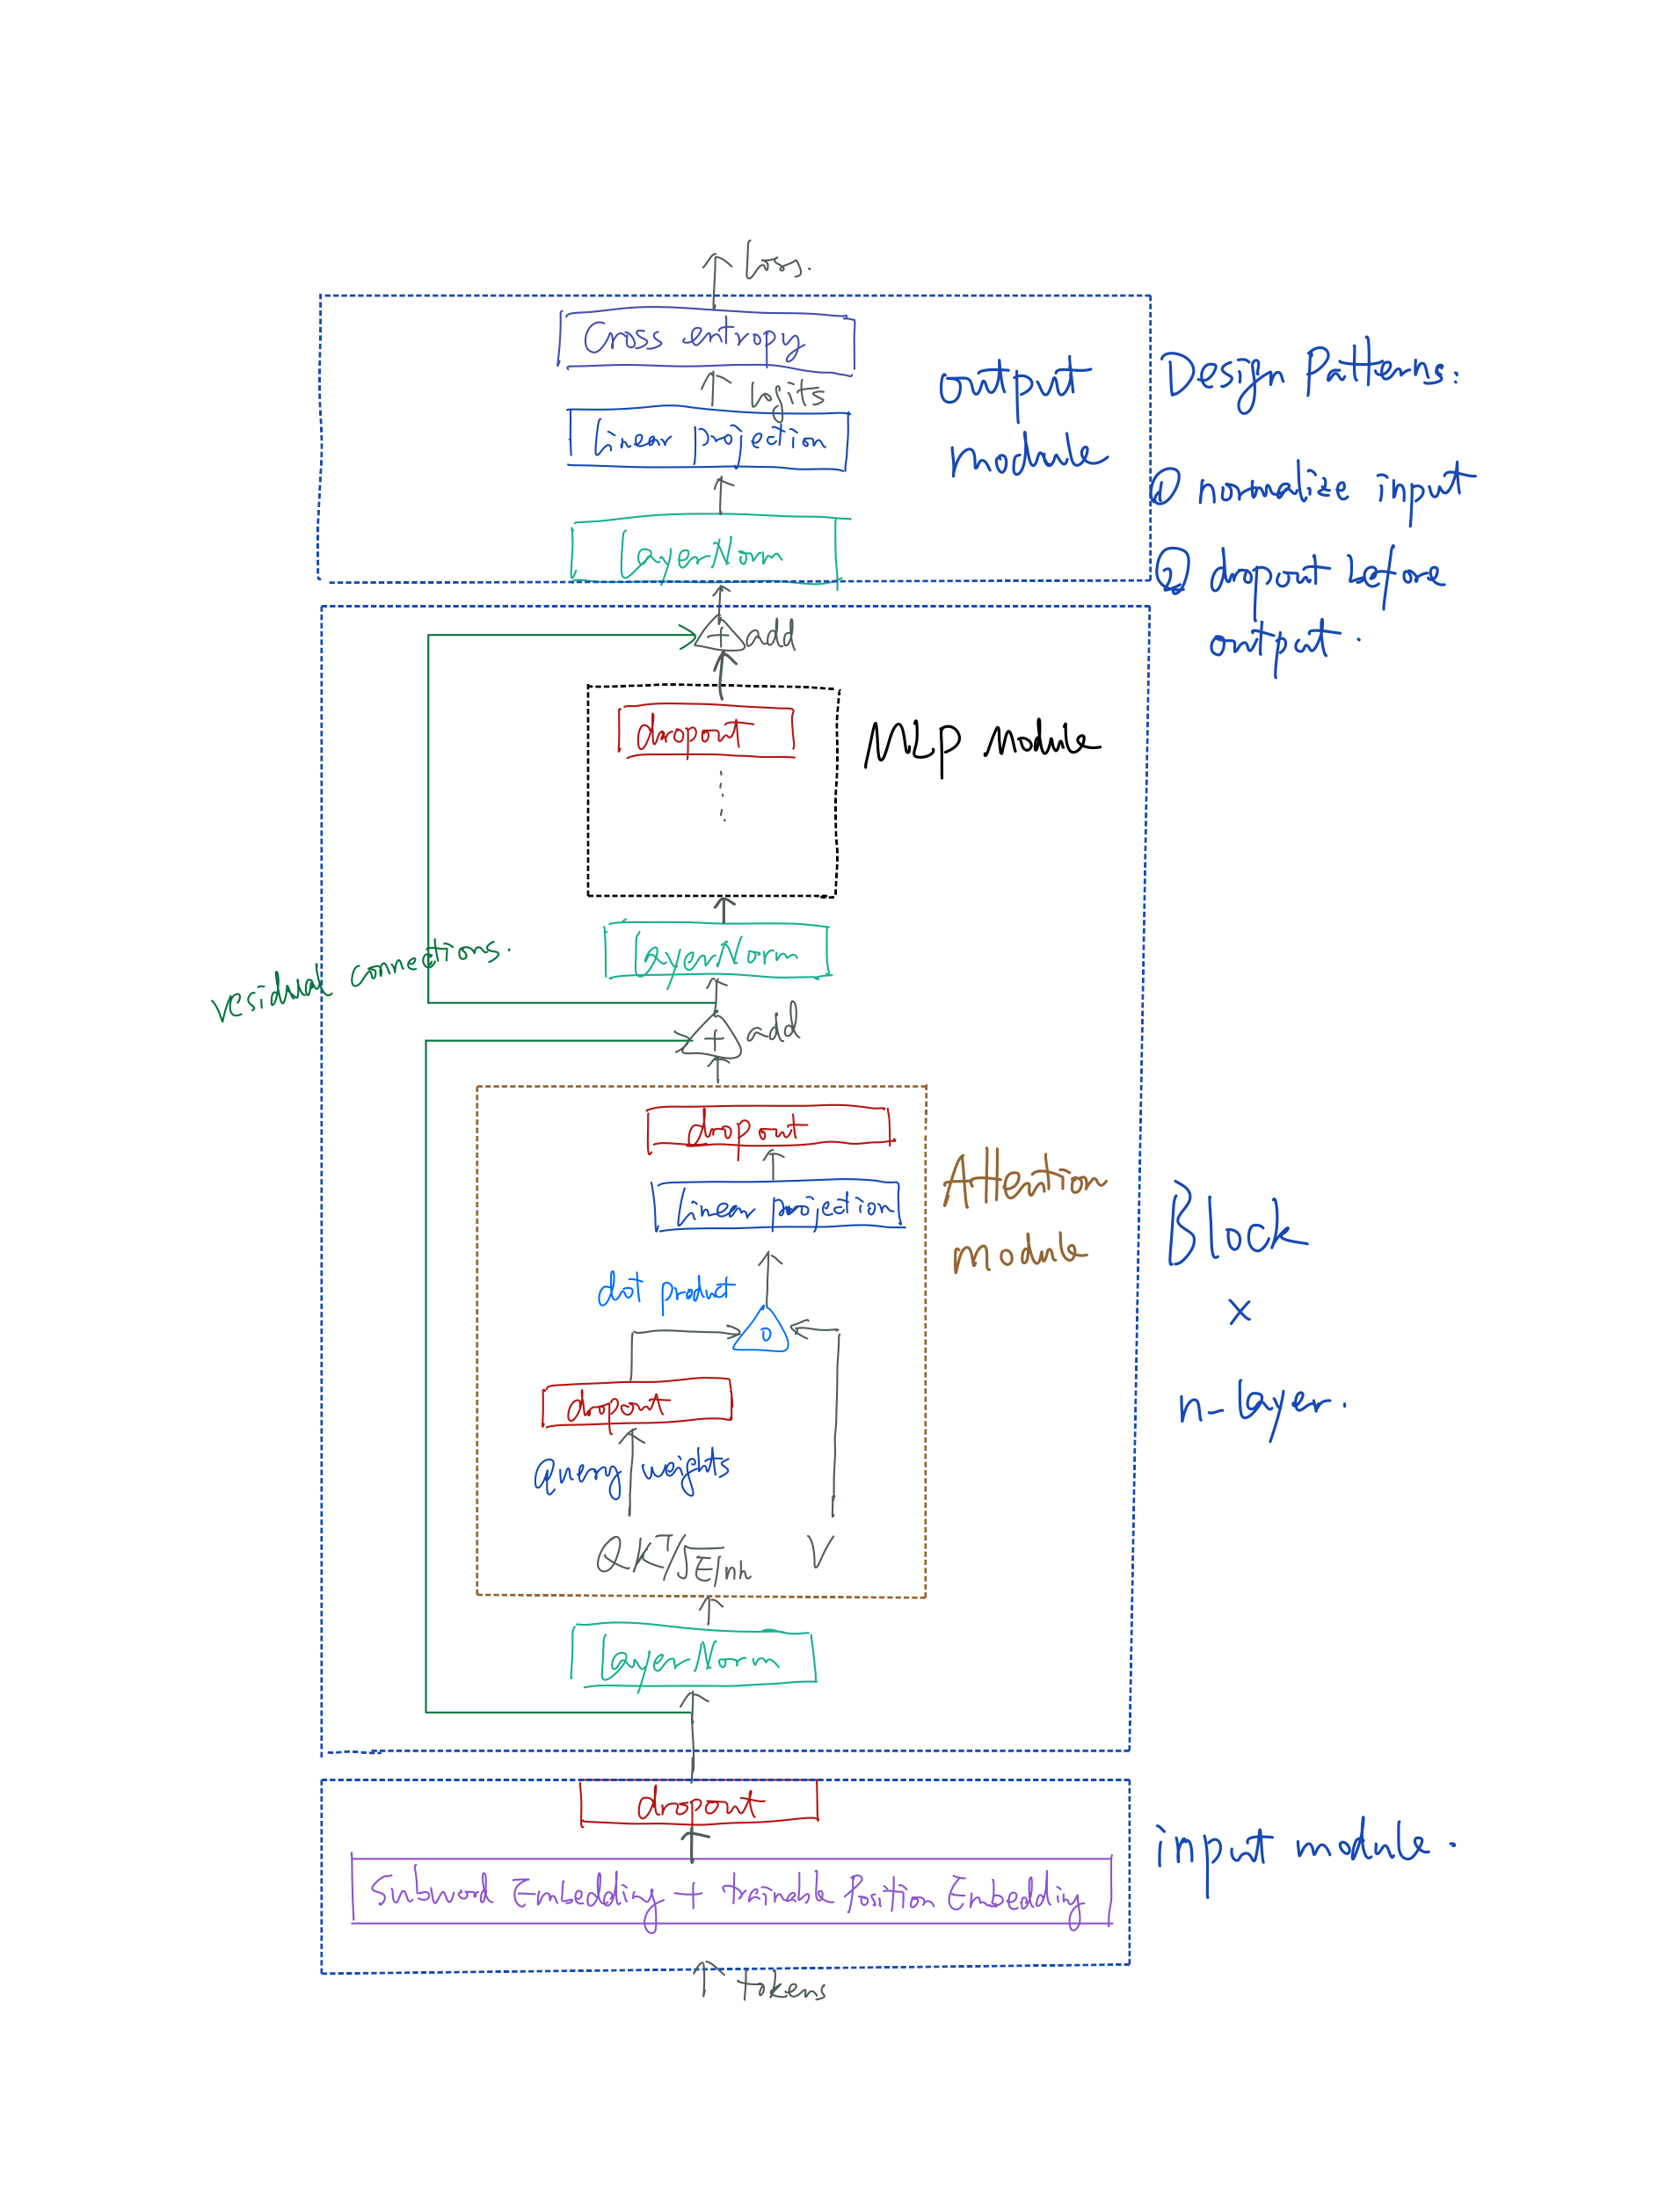 loss.
Cross entropy
logits
linear projection
LayerNorm
output
module
Design Patterns:
① normalize input
② dropout before
output.
add
dropout
MLP module
LayerNorm
residual connections.
add
dropout
linear projection
Attention
module
dot product
dropout
query weights
QKᵀ/√E/nh
V
Block
×
n-layer.
LayerNorm
dropout
Subword Embedding + trainable Position Embedding
input module.
tokens